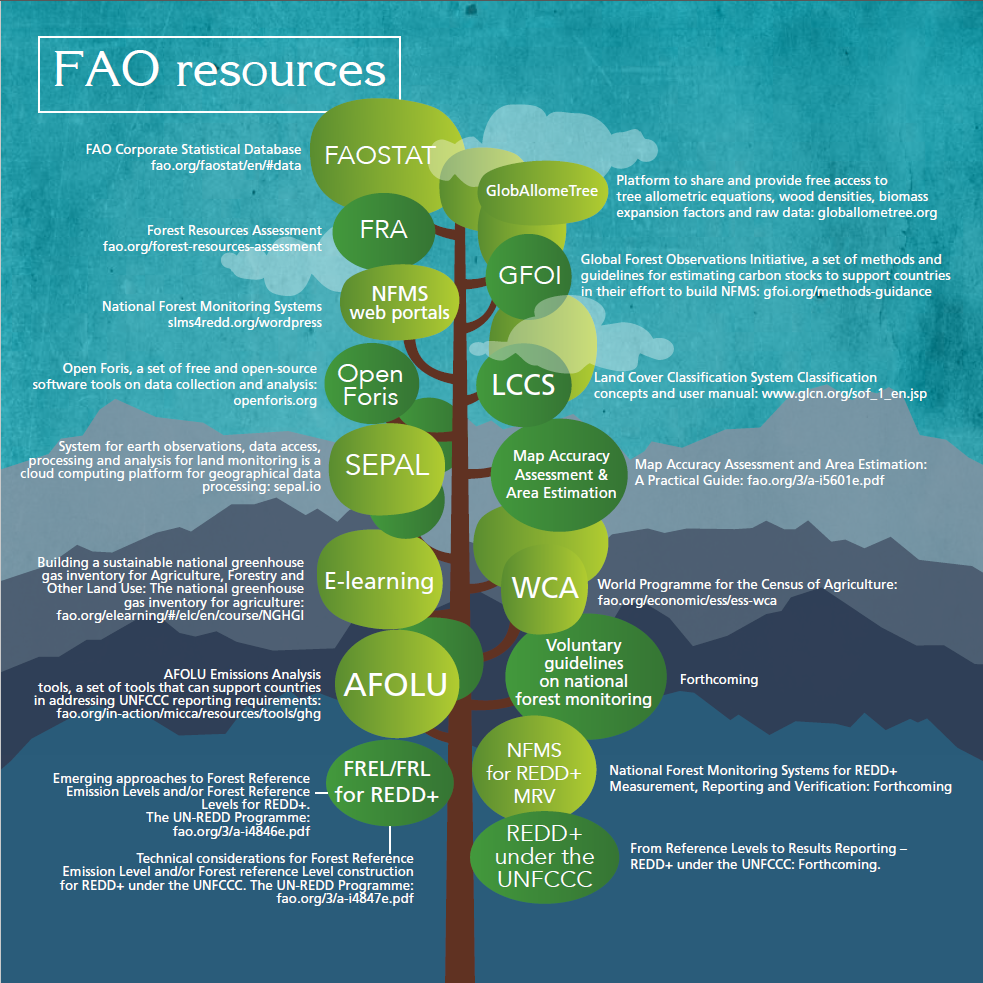 FAO resources
FAO Corporate Statistical Database
fao.org/faostat/en/#data
FAOSTAT
GlobAllomeTree
Platform to share and provide free access to
tree allometric equations, wood densities, biomass
expansion factors and raw data: globallometree.org
Forest Resources Assessment
fao.org/forest-resources-assessment
FRA
GFOI
Global Forest Observations Initiative, a set of methods and
guidelines for estimating carbon stocks to support countries
in their effort to build NFMS: gfoi.org/methods-guidance
National Forest Monitoring Systems
slms4redd.org/wordpress
NFMS
web portals
Open Foris, a set of free and open-source
software tools on data collection and analysis:
openforis.org
Open
Foris
LCCS
Land Cover Classification System Classification
concepts and user manual: www.glcn.org/sof_1_en.jsp
System for earth observations, data access,
processing and analysis for land monitoring is a
cloud computing platform for geographical data
processing: sepal.io
SEPAL
Map Accuracy
Assessment &
Area Estimation
Map Accuracy Assessment and Area Estimation:
A Practical Guide: fao.org/3/a-i5601e.pdf
Building a sustainable national greenhouse
gas inventory for Agriculture, Forestry and
Other Land Use: The national greenhouse
gas inventory for agriculture:
fao.org/elearning/#/elc/en/course/NGHGI
E-learning
WCA
World Programme for the Census of Agriculture:
fao.org/economic/ess/ess-wca
AFOLU Emissions Analysis
tools, a set of tools that can support countries
in addressing UNFCCC reporting requirements:
fao.org/in-action/micca/resources/tools/ghg
AFOLU
Voluntary
guidelines
on national
forest monitoring
Forthcoming
Emerging approaches to Forest Reference
Emission Levels and/or Forest Reference
Levels for REDD+.
The UN-REDD Programme:
fao.org/3/a-i4846e.pdf
FREL/FRL
for REDD+
NFMS
for REDD+
MRV
National Forest Monitoring Systems for REDD+
Measurement, Reporting and Verification: Forthcoming
Technical considerations for Forest Reference
Emission Level and/or Forest reference Level construction
for REDD+ under the UNFCCC. The UN-REDD Programme:
fao.org/3/a-i4847e.pdf
REDD+
under the
UNFCCC
From Reference Levels to Results Reporting –
REDD+ under the UNFCCC: Forthcoming.